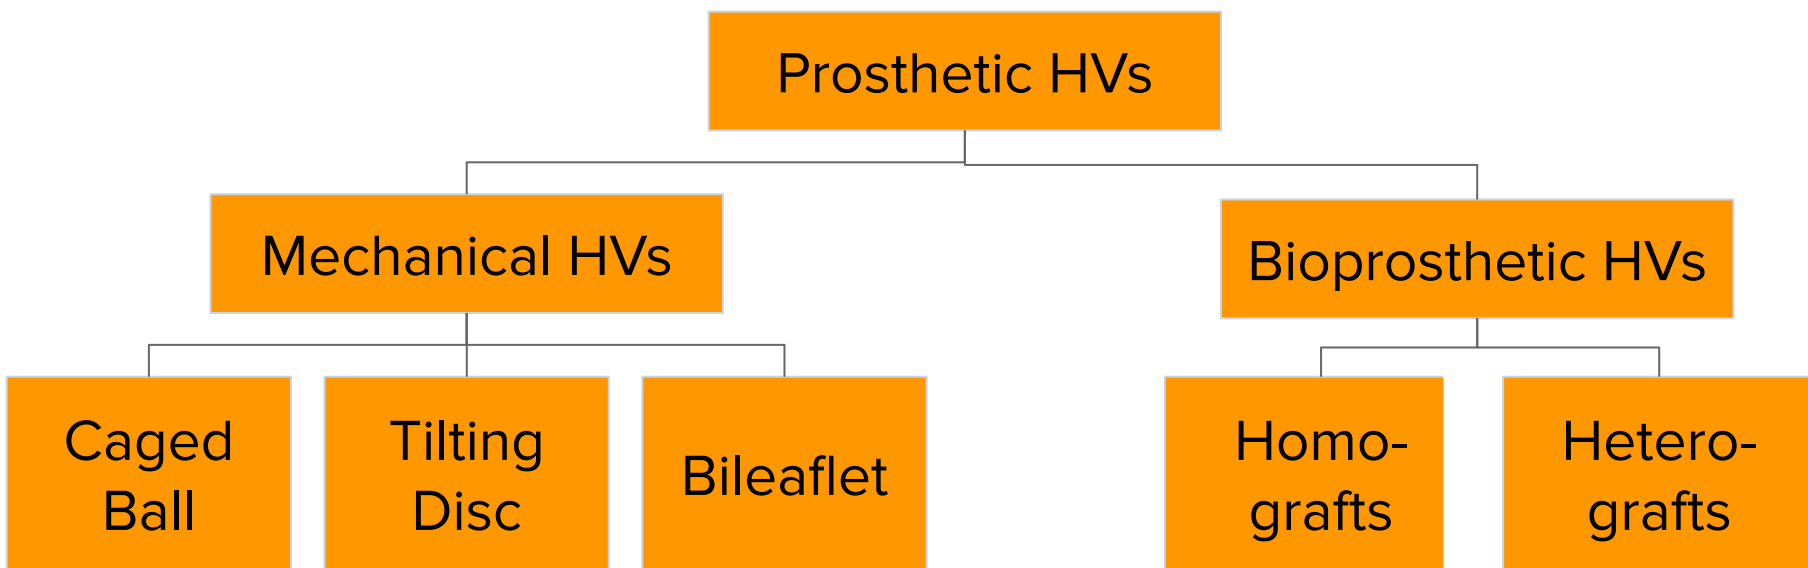 Prosthetic HVs
Mechanical HVs
Bioprosthetic HVs
Caged
Ball
Tilting
Disc
Bileaflet
Homo-
grafts
Hetero-
grafts